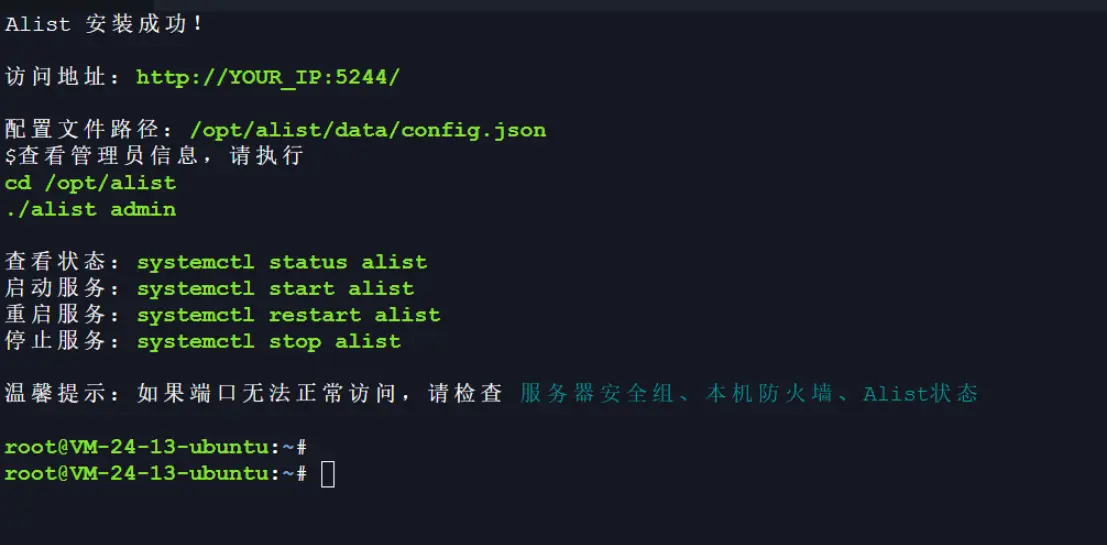 Alist 安装成功！
访问地址：http://YOUR_IP:5244/
配置文件路径：/opt/alist/data/config.json
$查看管理员信息，请执行
cd /opt/alist
./alist admin
查看状态：systemctl status alist
启动服务：systemctl start alist
重启服务：systemctl restart alist
停止服务：systemctl stop alist
温馨提示：如果端口无法正常访问，请检查 服务器安全组、本机防火墙、Alist状态
root@VM-24-13-ubuntu:~#
root@VM-24-13-ubuntu:~#